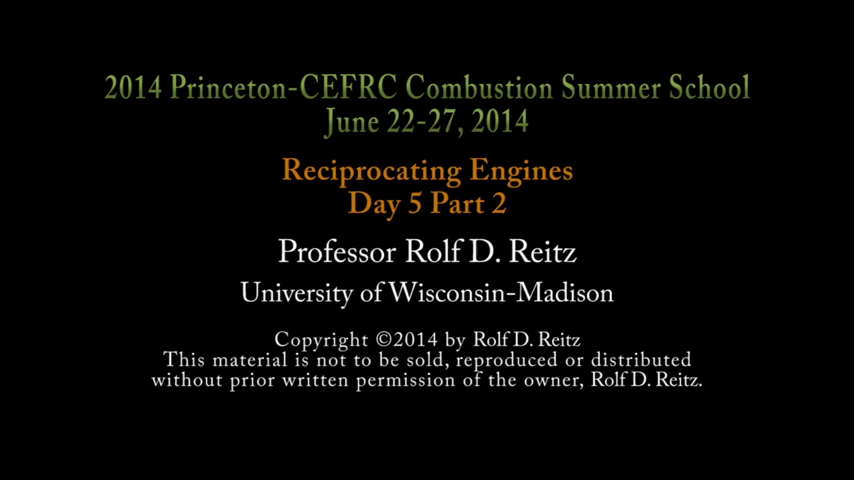 2014 Princeton-CEFRC Combustion Summer School
June 22-27, 2014
Reciprocating Engines
Day 5 Part 2
Professor Rolf D. Reitz
University of Wisconsin-Madison
Copyright ©2014 by Rolf D. Reitz
This material is not to be sold, reproduced or distributed
without prior written permission of the owner, Rolf D. Reitz.